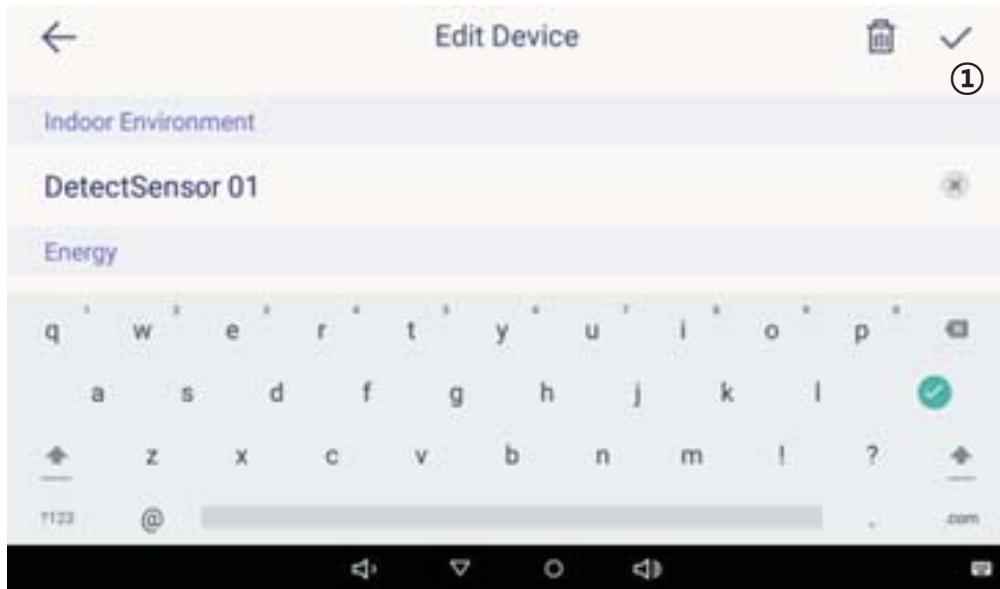 Edit Device
①
Indoor Environment
DetectSensor 01
Energy
q w e r t y u i o p
a s d f g h j k l
z x c v b n m ! ?
?123 @ . .com